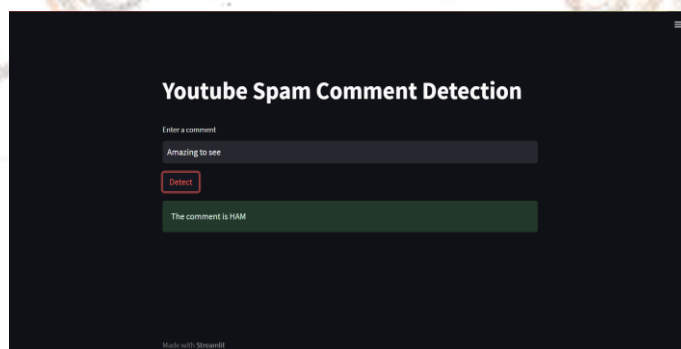 Youtube Spam Comment Detection
Enter a comment
Amazing to see
Detect
The comment is HAM
Made with Streamlit